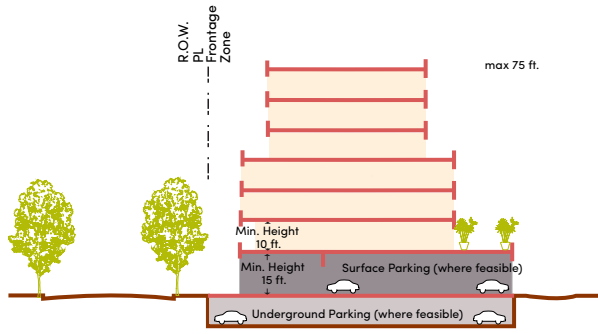 R.O.W.
PL
Frontage
Zone
max 75 ft.
Min. Height
10 ft.
Min. Height
15 ft.
Surface Parking (where feasible)
Underground Parking (where feasible)